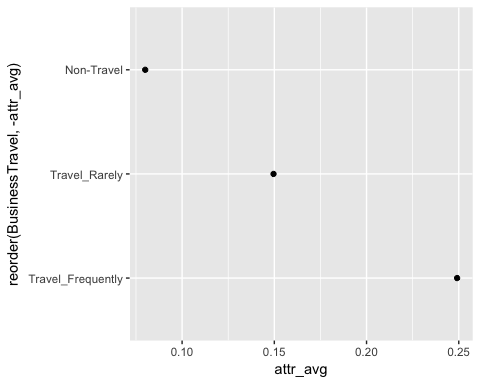 reorder(BusinessTravel, -attr_avg)
Non-Travel
Travel_Rarely
Travel_Frequently
0.10 0.15 0.20 0.25
attr_avg